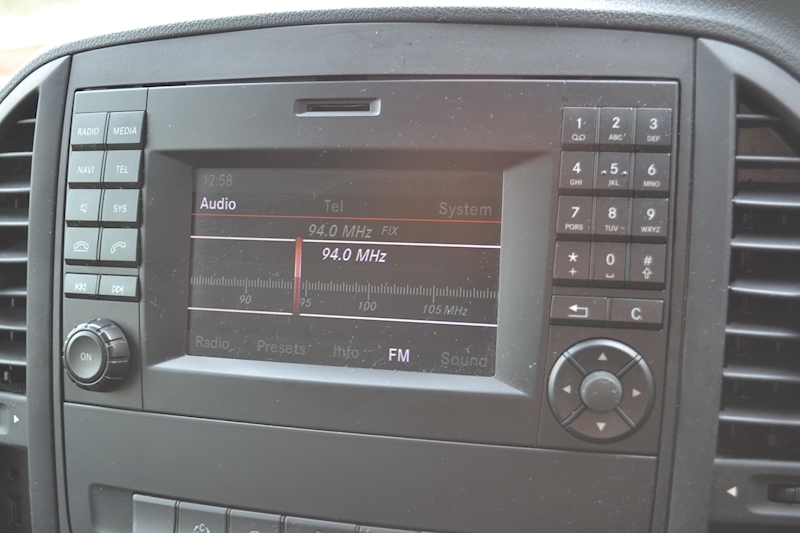 RADIO MEDIA
NAVI TEL
SYS
ON
12:58
Audio Tel System
94.0 MHz FIX
94.0 MHz
90 95 100 105 MHz
Radio Presets Info FM Sound
1 2 ABC 3 DEF
4 GHI 5 JKL 6 MNO
7 PQRS 8 TUV 9 WXYZ
* + 0 #
C